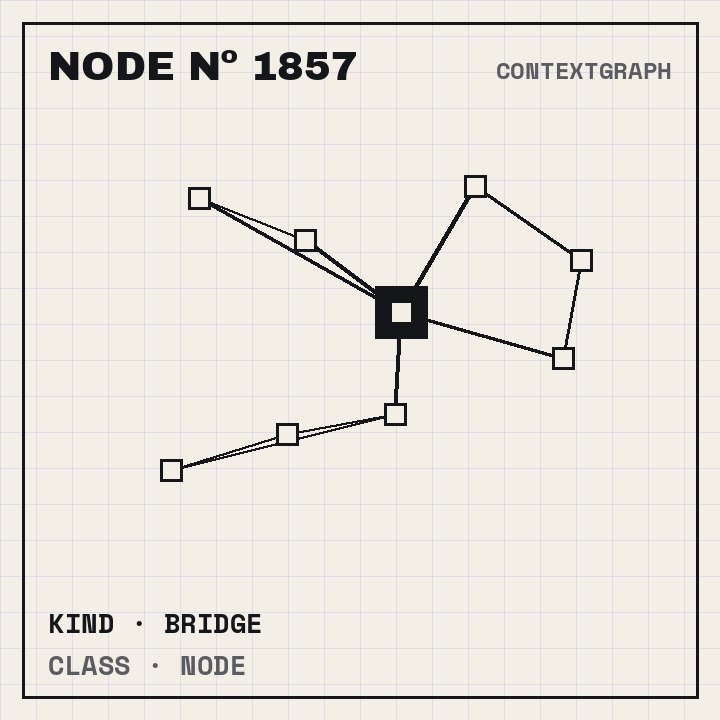 NODE Nº 1857
CONTEXTGRAPH
KIND · BRIDGE
CLASS · NODE